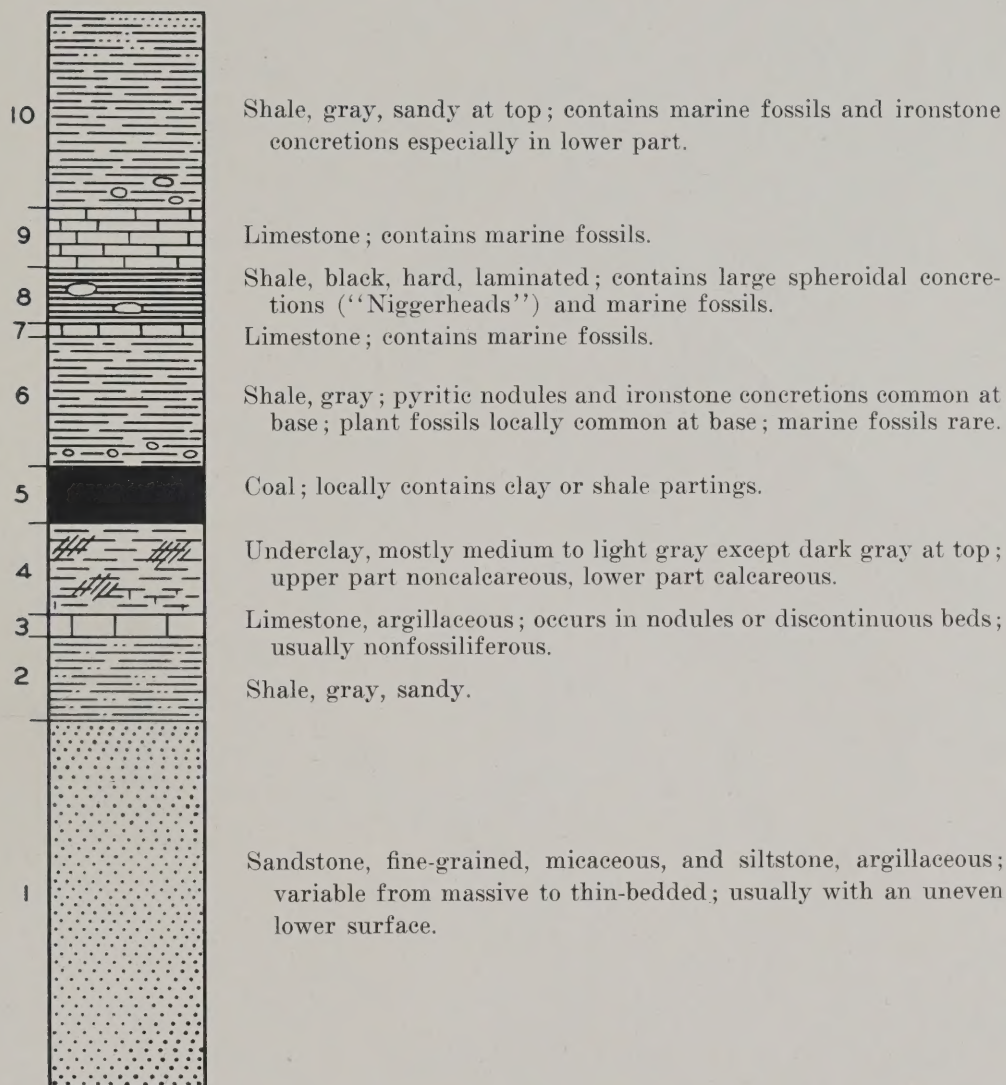 10
Shale, gray, sandy at top; contains marine fossils and ironstone
concretions especially in lower part.
9
Limestone; contains marine fossils.
8
Shale, black, hard, laminated; contains large spheroidal concre-
tions (‘‘Niggerheads’’) and marine fossils.
7
Limestone; contains marine fossils.
6
Shale, gray; pyritic nodules and ironstone concretions common at
base; plant fossils locally common at base; marine fossils rare.
5
Coal; locally contains clay or shale partings.
4
Underclay, mostly medium to light gray except dark gray at top;
upper part noncalcareous, lower part calcareous.
3
Limestone, argillaceous; occurs in nodules or discontinuous beds;
usually nonfossiliferous.
2
Shale, gray, sandy.
1
Sandstone, fine-grained, micaceous, and siltstone, argillaceous;
variable from massive to thin-bedded; usually with an uneven
lower surface.